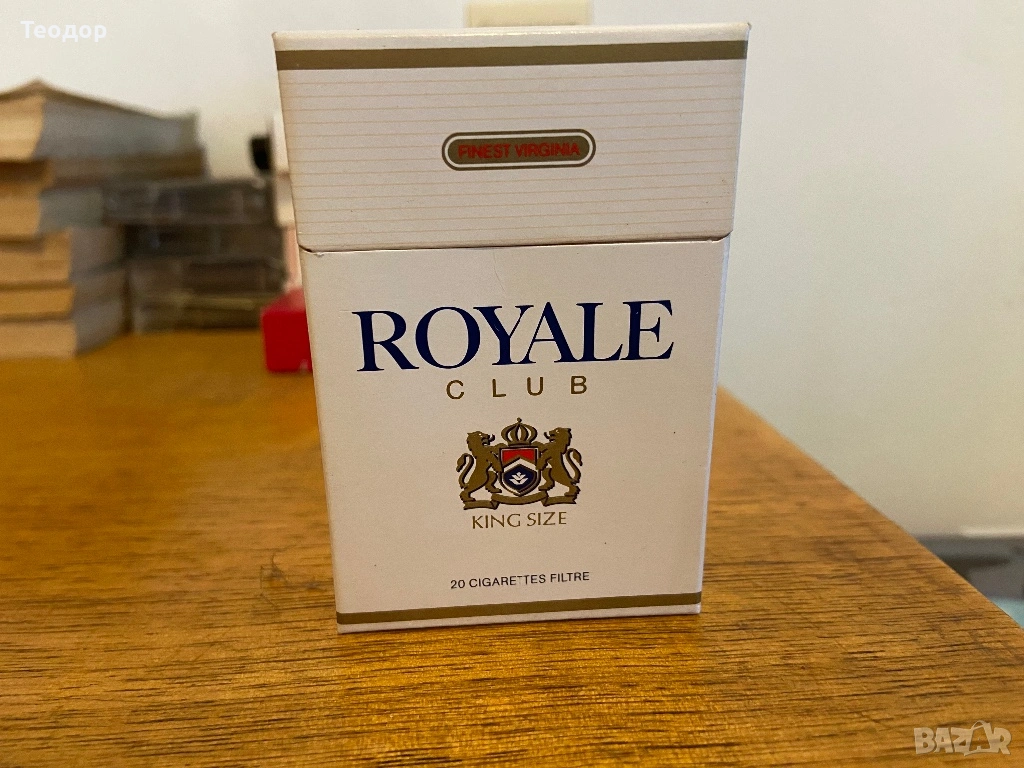 Теодор
FINEST VIRGINIA
ROYALE
CLUB
KING SIZE
20 CIGARETTES FILTRE
BAZAR